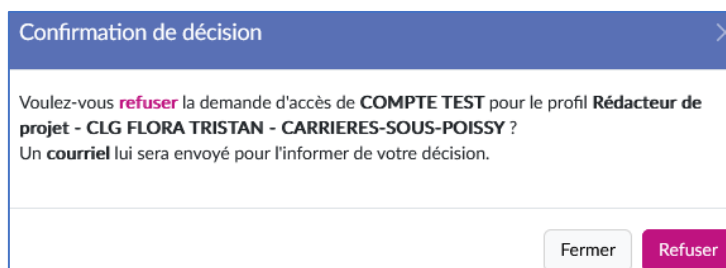 Confirmation de décision
Voulez-vous refuser la demande d'accès de COMPTE TEST pour le profil Rédacteur de
projet - CLG FLORA TRISTAN - CARRIERES-SOUS-POISSY ?
Un courriel lui sera envoyé pour l'informer de votre décision.
Fermer Refuser